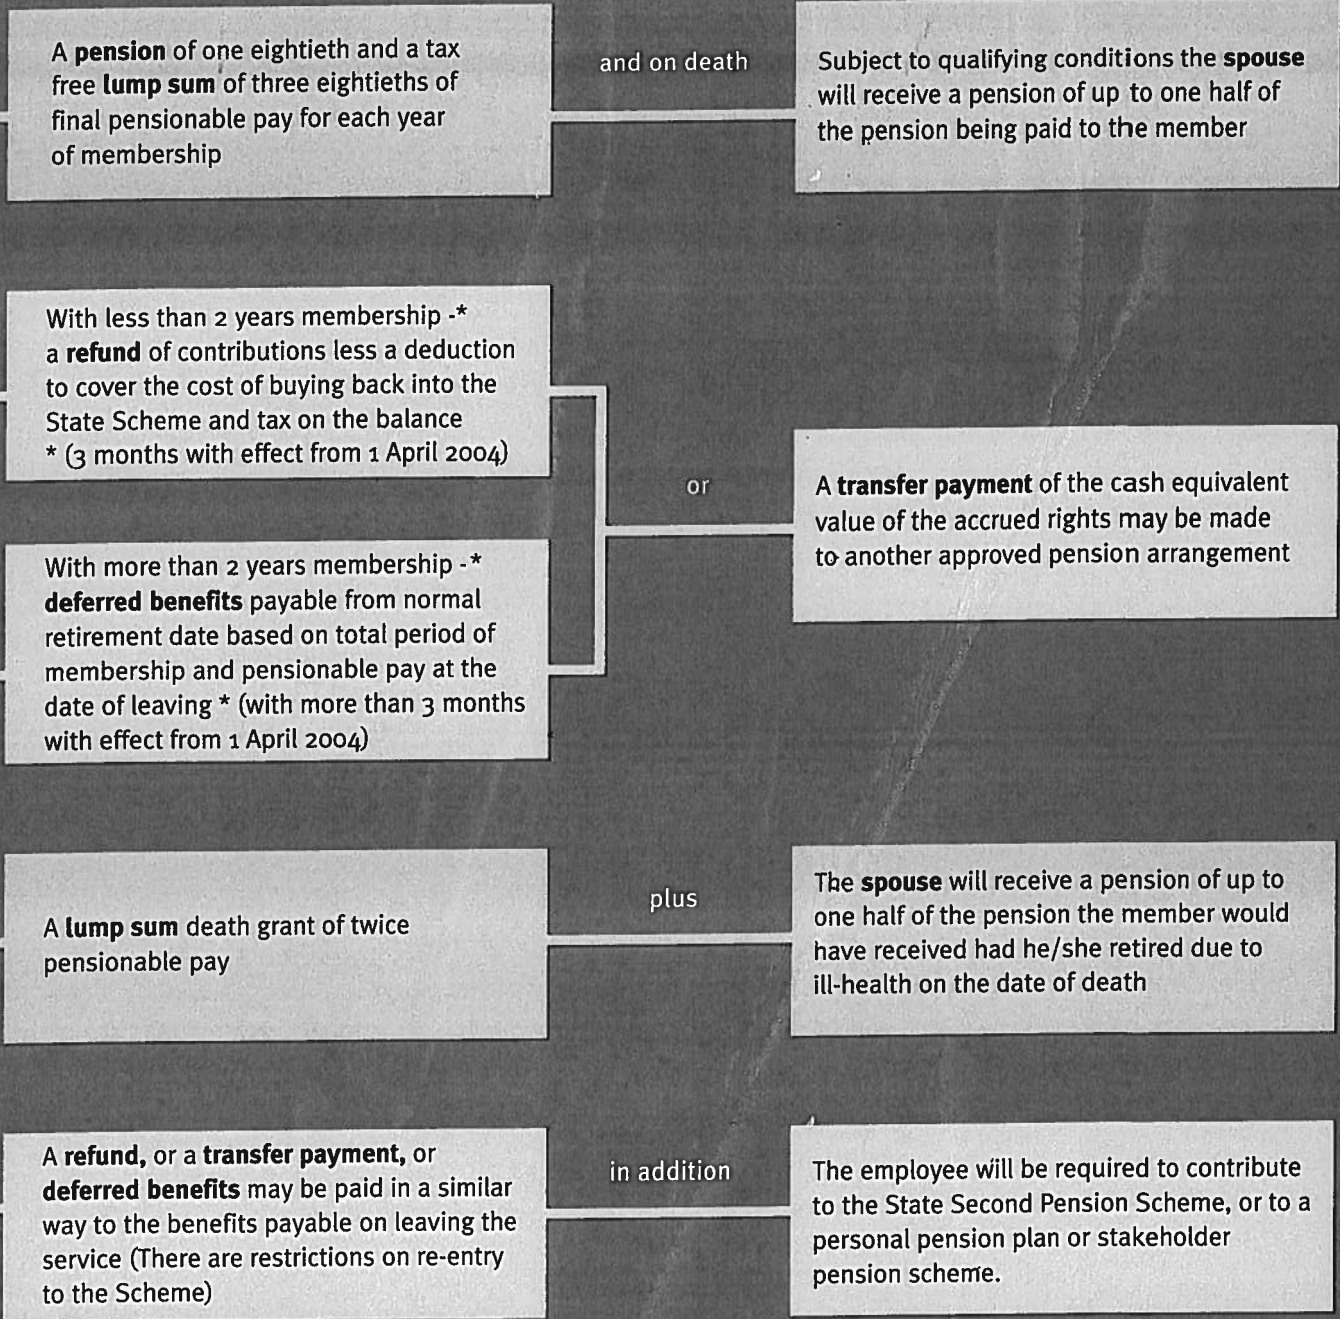 A pension of one eightieth and a tax
free lump sum of three eightieths of
final pensionable pay for each year
of membership
and on death
Subject to qualifying conditions the spouse
will receive a pension of up to one half of
the pension being paid to the member
With less than 2 years membership -*
a refund of contributions less a deduction
to cover the cost of buying back into the
State Scheme and tax on the balance
* (3 months with effect from 1 April 2004)
With more than 2 years membership -*
deferred benefits payable from normal
retirement date based on total period of
membership and pensionable pay at the
date of leaving * (with more than 3 months
with effect from 1 April 2004)
or
A transfer payment of the cash equivalent
value of the accrued rights may be made
to another approved pension arrangement
A lump sum death grant of twice
pensionable pay
plus
The spouse will receive a pension of up to
one half of the pension the member would
have received had he/she retired due to
ill-health on the date of death
A refund, or a transfer payment, or
deferred benefits may be paid in a similar
way to the benefits payable on leaving the
service (There are restrictions on re-entry
to the Scheme)
in addition
The employee will be required to contribute
to the State Second Pension Scheme, or to a
personal pension plan or stakeholder
pension scheme.